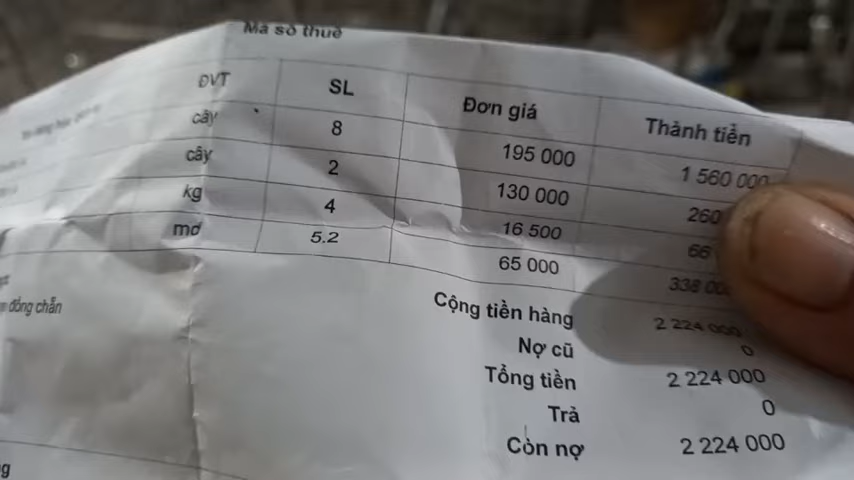 Mã số thuế
ĐVT SL Đơn giá Thành tiền
cây 8 195 000 1 560 000
cây 2 130 000 260
kg 4 16 500 66
md 5.2 65 000 338 00
Cộng tiền hàng 2 224 000
đồng chẵn Nợ cũ 0
Tổng tiền 2 224 000
Trả 0
Còn nợ 2 224 000